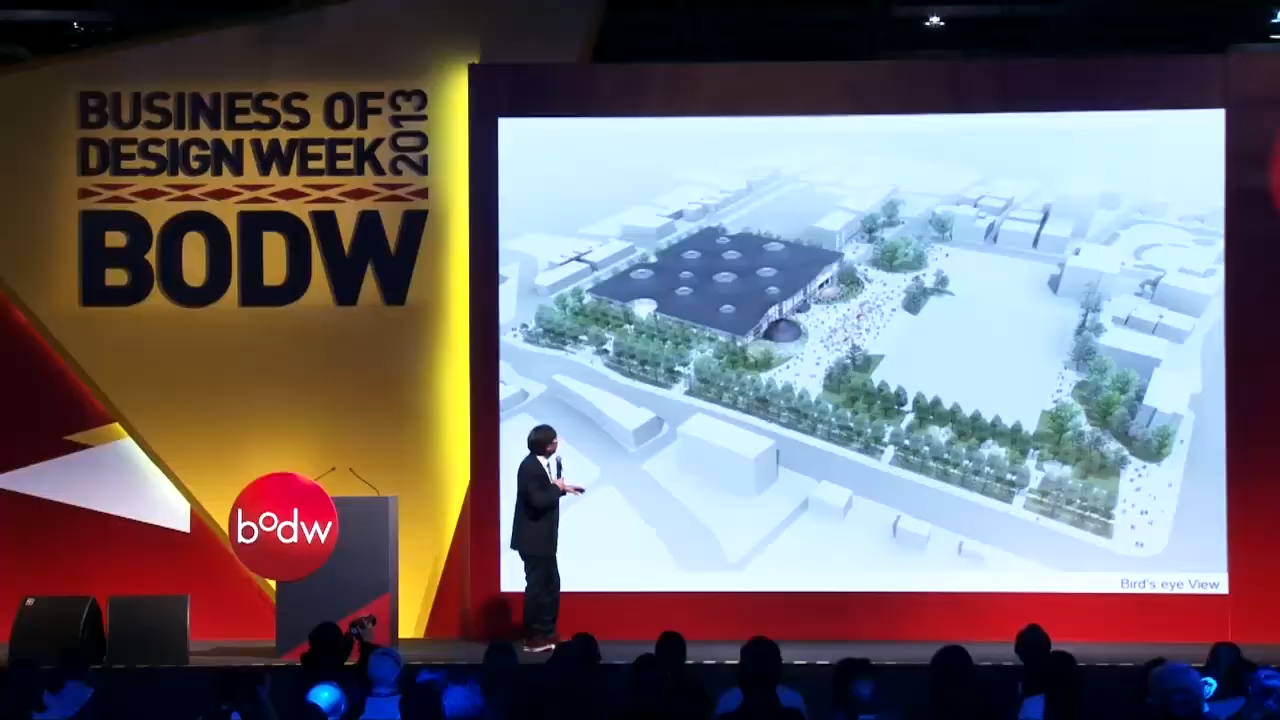 BUSINESS OF
DESIGN WEEK
2013
BODW
bodw
Bird's eye View